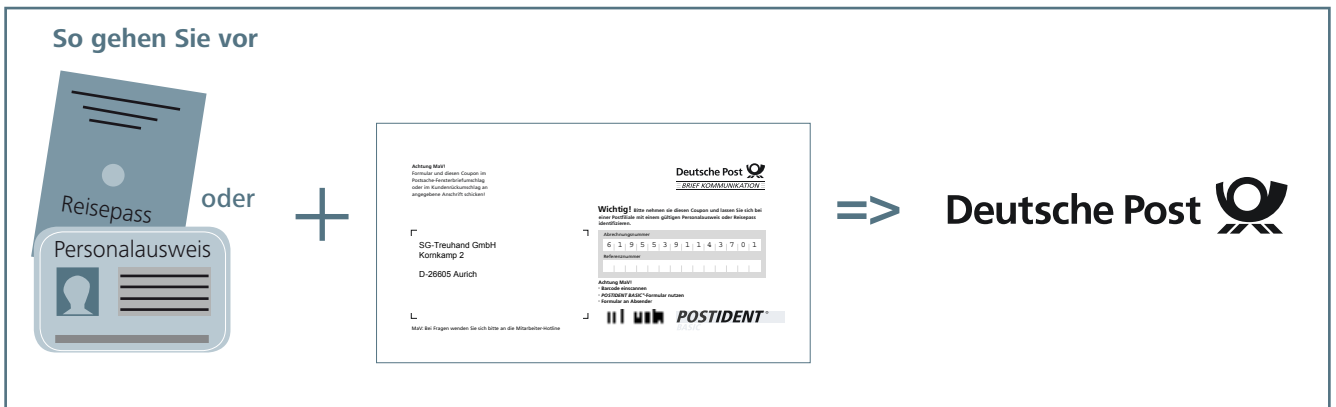 So gehen Sie vor
Reisepass
oder
Personalausweis
+
Achtung MaV!
Formular und diesen Coupon im
Postsache-Fensterbriefumschlag
oder im Kundenrückumschlag an
angegebene Anschrift schicken!
SG-Treuhand GmbH
Kornkamp 2
D-26605 Aurich
MaV: Bei Fragen wenden Sie sich bitte an die Mitarbeiter-Hotline
Deutsche Post
BRIEF KOMMUNIKATION
Wichtig! Bitte nehmen sie diesen Coupon und lassen Sie sich bei
einer Postfiliale mit einem gültigen Personalausweis oder Reisepass
identifizieren.
Abrechnungsnummer
6 1 9 5 5 3 9 1 1 4 3 7 0 1
Referenznummer
Achtung MaV!
· Barcode einscannen
· POSTIDENT BASIC®-Formular nutzen
· Formular an Absender
POSTIDENT®
BASIC
=>
Deutsche Post